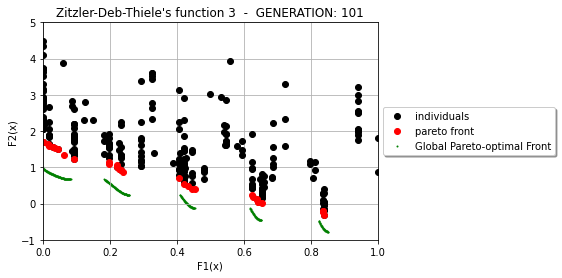 Zitzler-Deb-Thiele's function 3  -  GENERATION: 101
5
4
3
2
1
0
−1
F2(x)
0.0
0.2
0.4
0.6
0.8
1.0
F1(x)
individuals
pareto front
Global Pareto-optimal Front